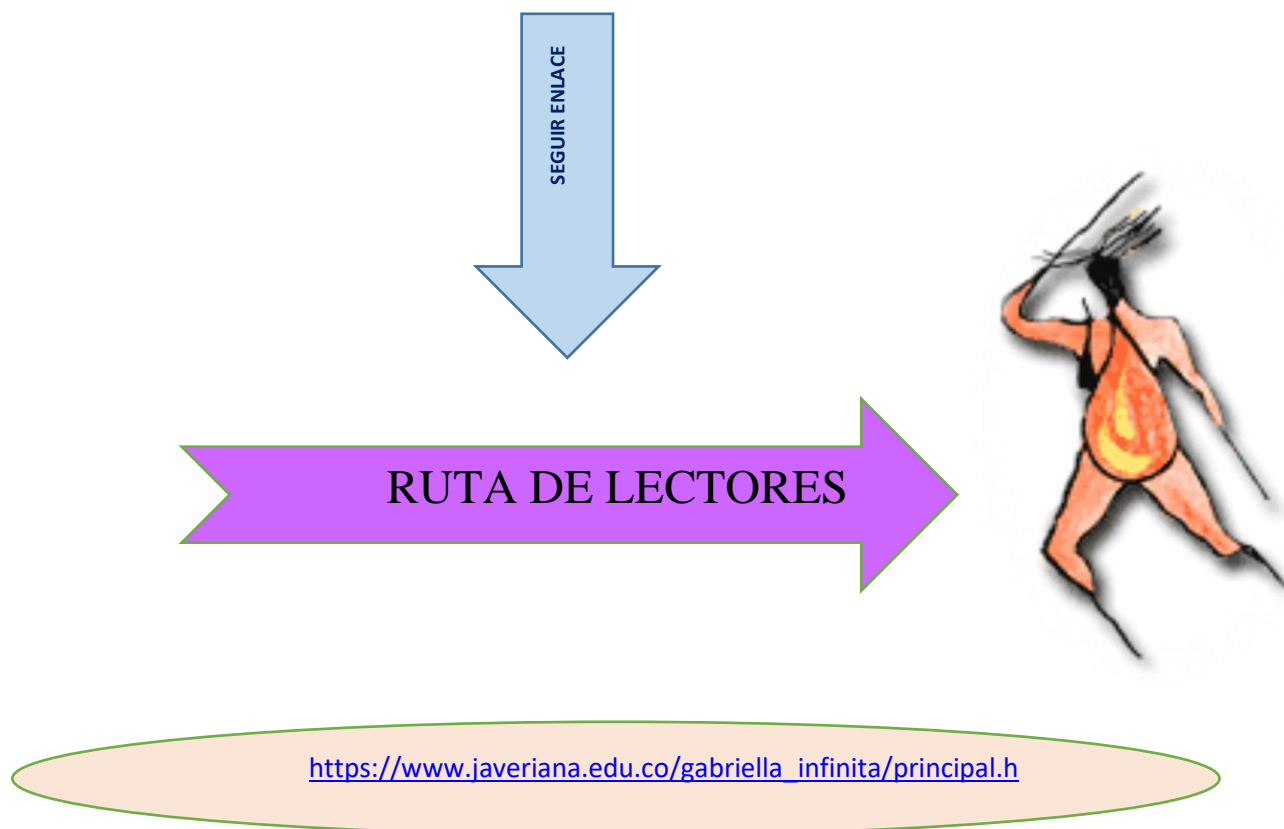 SEGUIR ENLACE
RUTA DE LECTORES
https://www.javeriana.edu.co/gabriella_infinita/principal.h